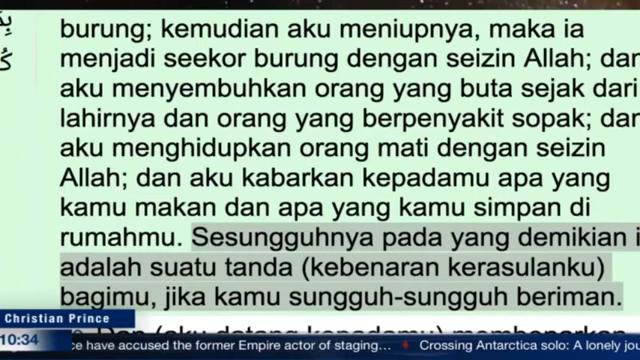 burung; kemudian aku meniupnya, maka ia
menjadi seekor burung dengan seizin Allah; dan
aku menyembuhkan orang yang buta sejak dari
lahirnya dan orang yang berpenyakit sopak; dan
aku menghidupkan orang mati dengan seizin
Allah; dan aku kabarkan kepadamu apa yang
kamu makan dan apa yang kamu simpan di
rumahmu. Sesungguhnya pada yang demikian i
adalah suatu tanda (kebenaran kerasulanku)
bagimu, jika kamu sungguh-sungguh beriman.
Christian Prince
10:34
ce have accused the former Empire actor of staging... Crossing Antarctica solo: A lonely jou